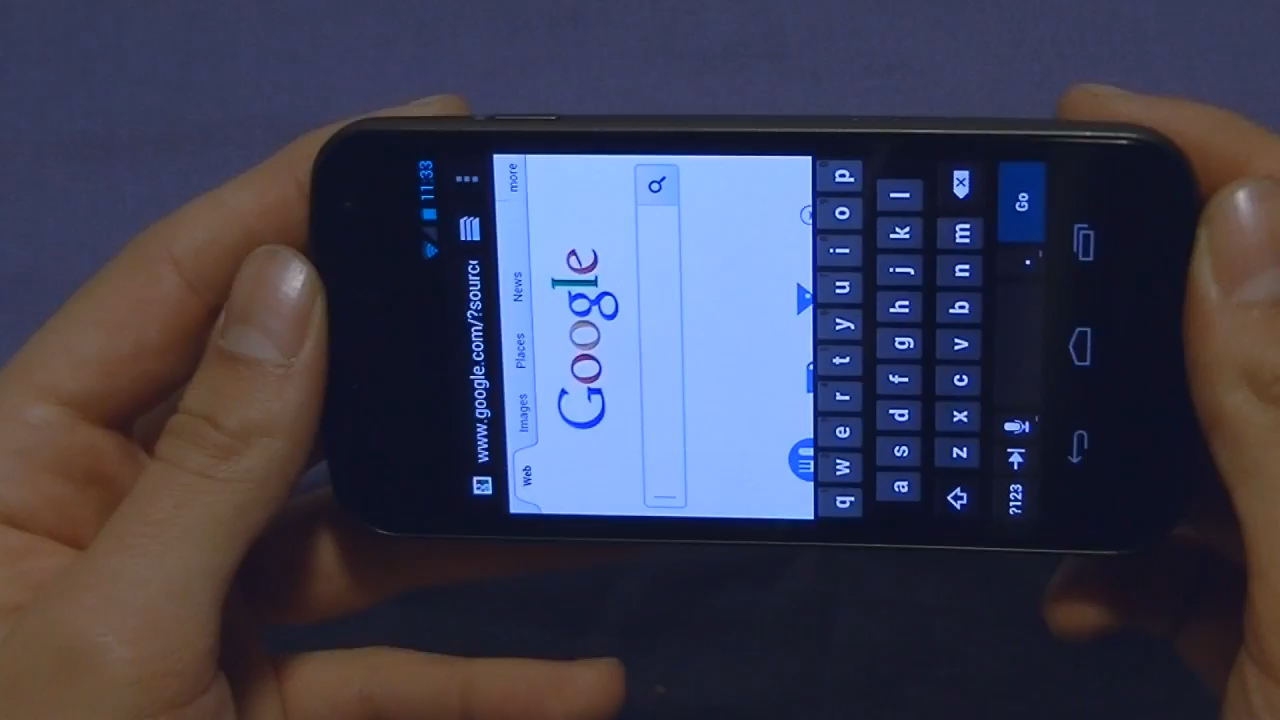 11:33
www.google.com/?sourc
Web Images Places News more
Google
q w e r t y u i o p
a s d f g h j k l
z x c v b n m
?123 . Go